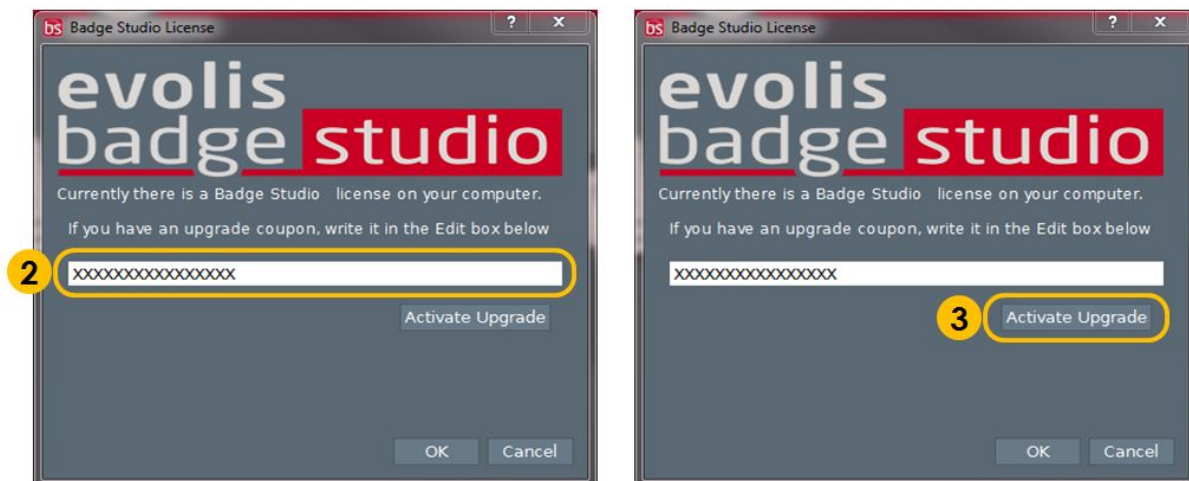 bs Badge Studio License
evolis
badge studio
Currently there is a Badge Studio license on your computer.
If you have an upgrade coupon, write it in the Edit box below
2
XXXXXXXXXXXXXXXX
Activate Upgrade
OK Cancel
bs Badge Studio License
evolis
badge studio
Currently there is a Badge Studio license on your computer.
If you have an upgrade coupon, write it in the Edit box below
XXXXXXXXXXXXXXXX
3 Activate Upgrade
OK Cancel